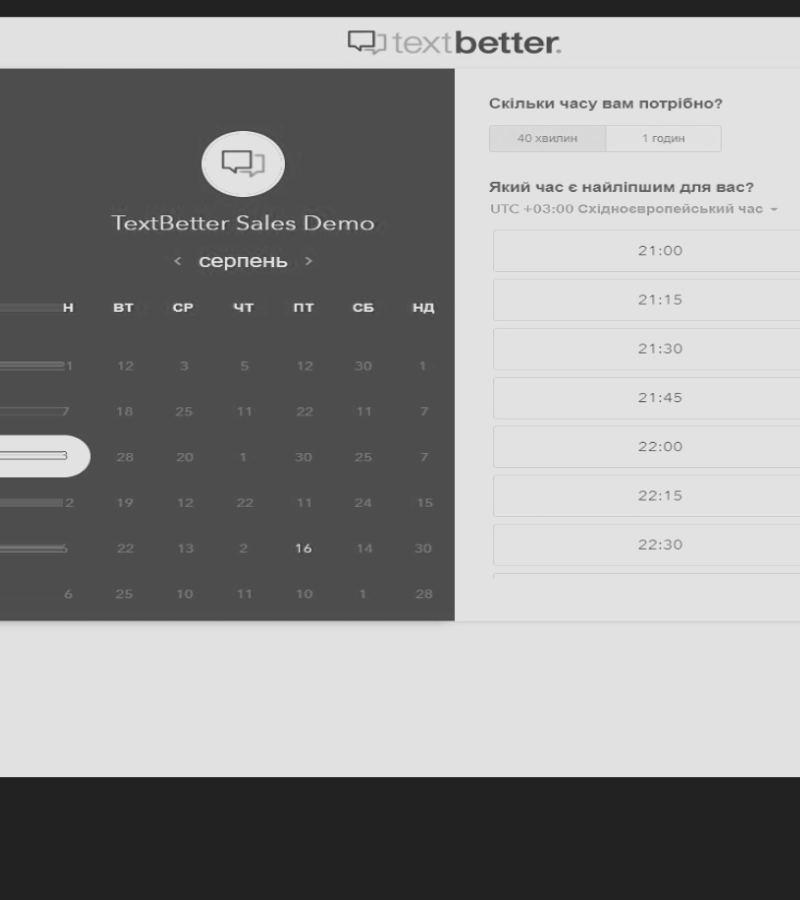 textbetter.
Скільки часу вам потрібно?
40 хвилин 1 годин
Який час є найліпшим для вас?
UTC +03:00 Східноєвропейський час
TextBetter Sales Demo
< серпень >
Н ВТ СР ЧТ ПТ СБ НД
1 12 3 5 12 30 1
7 18 25 11 22 11 7
3 28 20 1 30 25 7
2 19 12 22 11 24 15
22 13 2 16 14 30
6 25 10 11 10 1 28
21:00
21:15
21:30
21:45
22:00
22:15
22:30